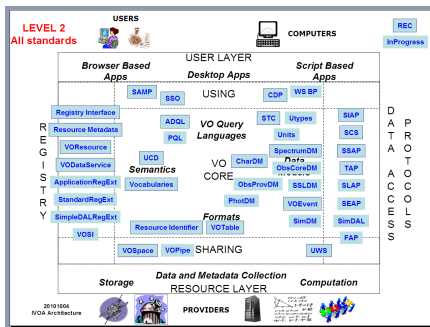 LEVEL 2
All standards
USERS
COMPUTERS
REC
InProgress
USER LAYER
Browser Based
Apps
Desktop Apps
Script Based
Apps
USING
SAMP
SSO
CDP
WS BP
REGISTRY
Registry Interface
Resource Metadata
VOResource
VODataService
ApplicationRegExt
StandardRegExt
SimpleDALRegExt
VOSI
ADQL
PQL
VO Query
Languages
STC
Utypes
Units
SpectrumDM
CharDM
Data
ObsCoreDM
ObsProvDM
SSLDM
PhotDM
VOEvent
SimDM
UCD
Semantics
Vocabularies
VO
CORE
Formats
Resource Identifier
VOTable
SIAP
SCS
SSAP
TAP
SLAP
SEAP
SimDAL
FAP
DATA ACCESS
PROTOCOLS
VOSpace
VOPipe
SHARING
UWS
Data and Metadata Collection
Storage
RESOURCE LAYER
Computation
20101004
IVOA Architecture
PROVIDERS